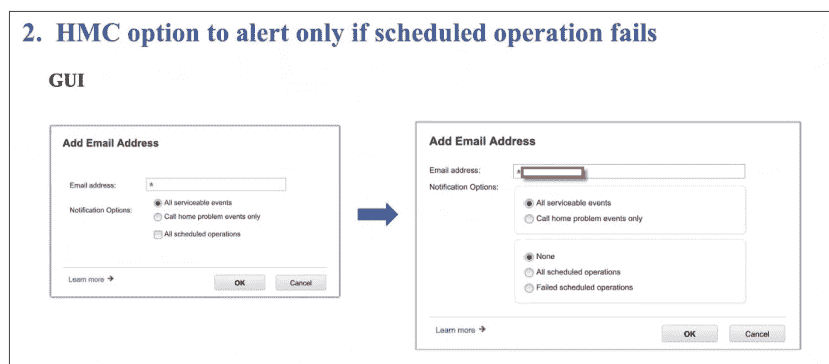 2. HMC option to alert only if scheduled operation fails
GUI
Add Email Address
Email address: *
Notification Options:
All serviceable events
Call home problem events only
All scheduled operations
Learn more →
OK Cancel
Add Email Address
Email address: *
Notification Options:
All serviceable events
Call home problem events only
None
All scheduled operations
Failed scheduled operations
Learn more →
OK Cancel